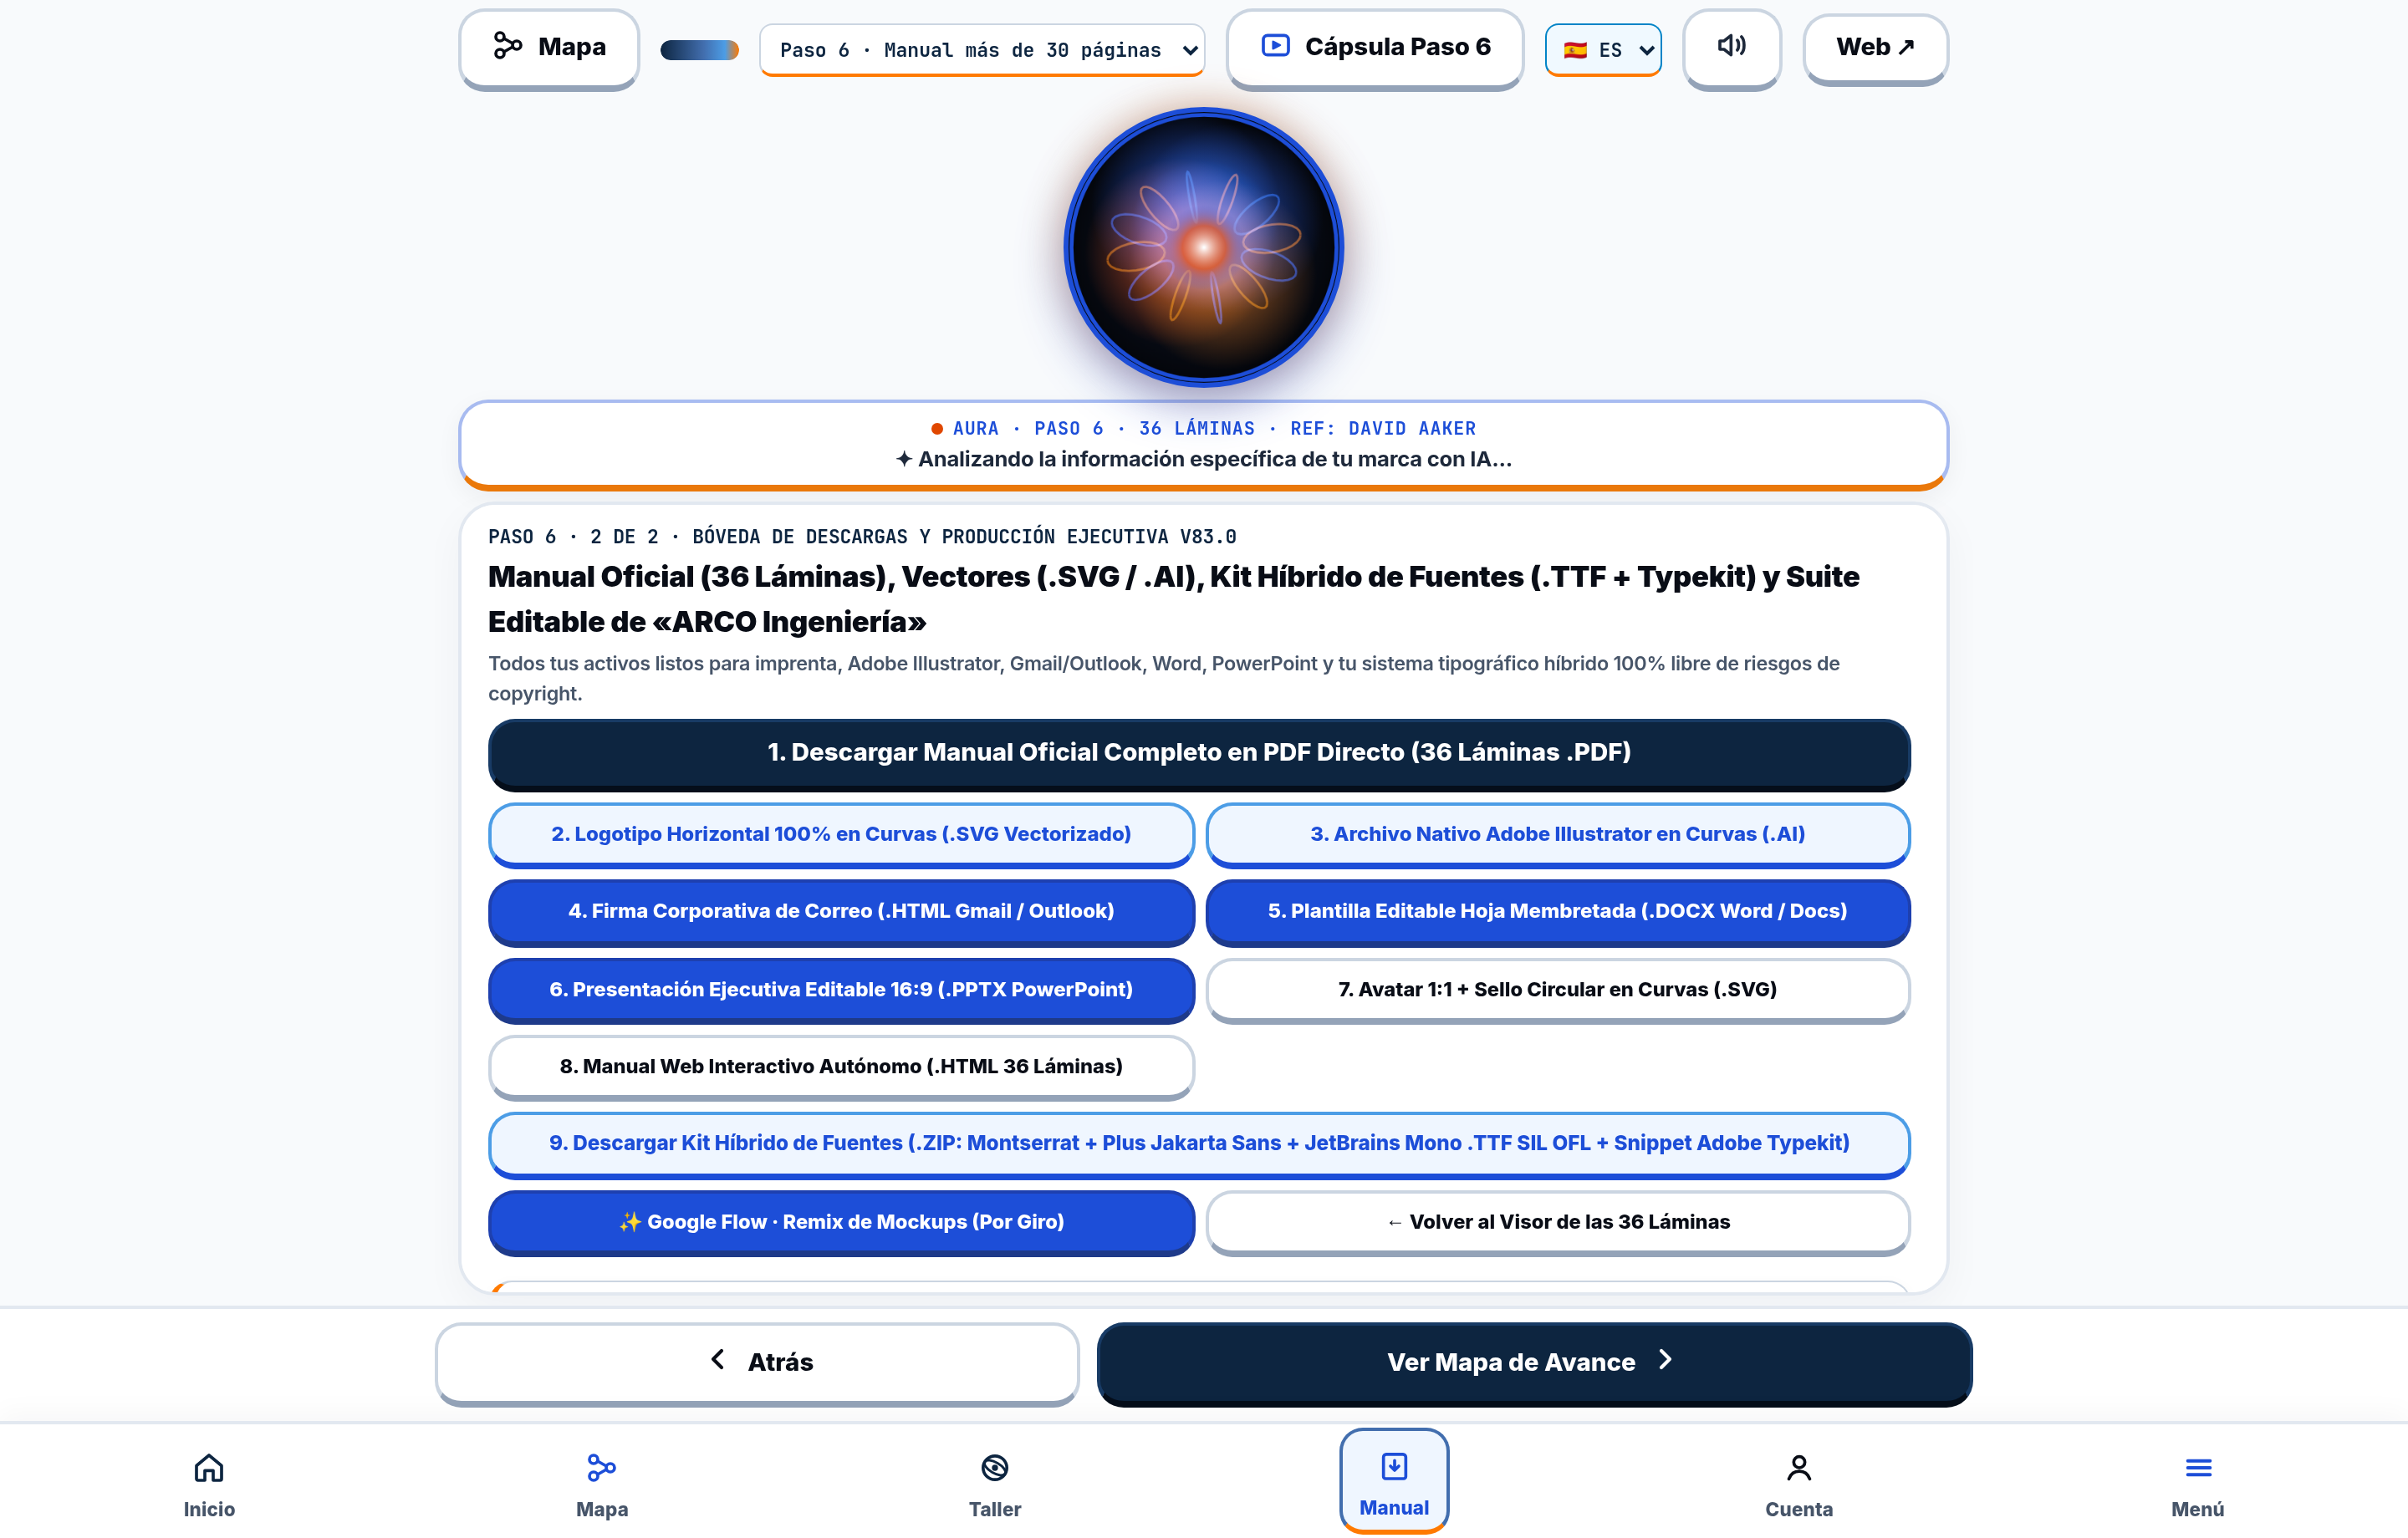 Mapa
Paso 6 · Manual más de 30 páginas
Cápsula Paso 6
🇪🇸 ES
Web ↗
AURA · PASO 6 · 36 LÁMINAS · REF: DAVID AAKER
✦ Analizando la información específica de tu marca con IA...
PASO 6 · 2 DE 2 · BÓVEDA DE DESCARGAS Y PRODUCCIÓN EJECUTIVA V83.0
Manual Oficial (36 Láminas), Vectores (.SVG / .AI), Kit Híbrido de Fuentes (.TTF + Typekit) y Suite
Editable de «ARCO Ingeniería»
Todos tus activos listos para imprenta, Adobe Illustrator, Gmail/Outlook, Word, PowerPoint y tu sistema tipográfico híbrido 100% libre de riesgos de
copyright.
1. Descargar Manual Oficial Completo en PDF Directo (36 Láminas .PDF)
2. Logotipo Horizontal 100% en Curvas (.SVG Vectorizado)
3. Archivo Nativo Adobe Illustrator en Curvas (.AI)
4. Firma Corporativa de Correo (.HTML Gmail / Outlook)
5. Plantilla Editable Hoja Membretada (.DOCX Word / Docs)
6. Presentación Ejecutiva Editable 16:9 (.PPTX PowerPoint)
7. Avatar 1:1 + Sello Circular en Curvas (.SVG)
8. Manual Web Interactivo Autónomo (.HTML 36 Láminas)
9. Descargar Kit Híbrido de Fuentes (.ZIP: Montserrat + Plus Jakarta Sans + JetBrains Mono .TTF SIL OFL + Snippet Adobe Typekit)
✨ Google Flow · Remix de Mockups (Por Giro)
← Volver al Visor de las 36 Láminas
Atrás
Ver Mapa de Avance
Inicio
Mapa
Taller
Manual
Cuenta
Menú